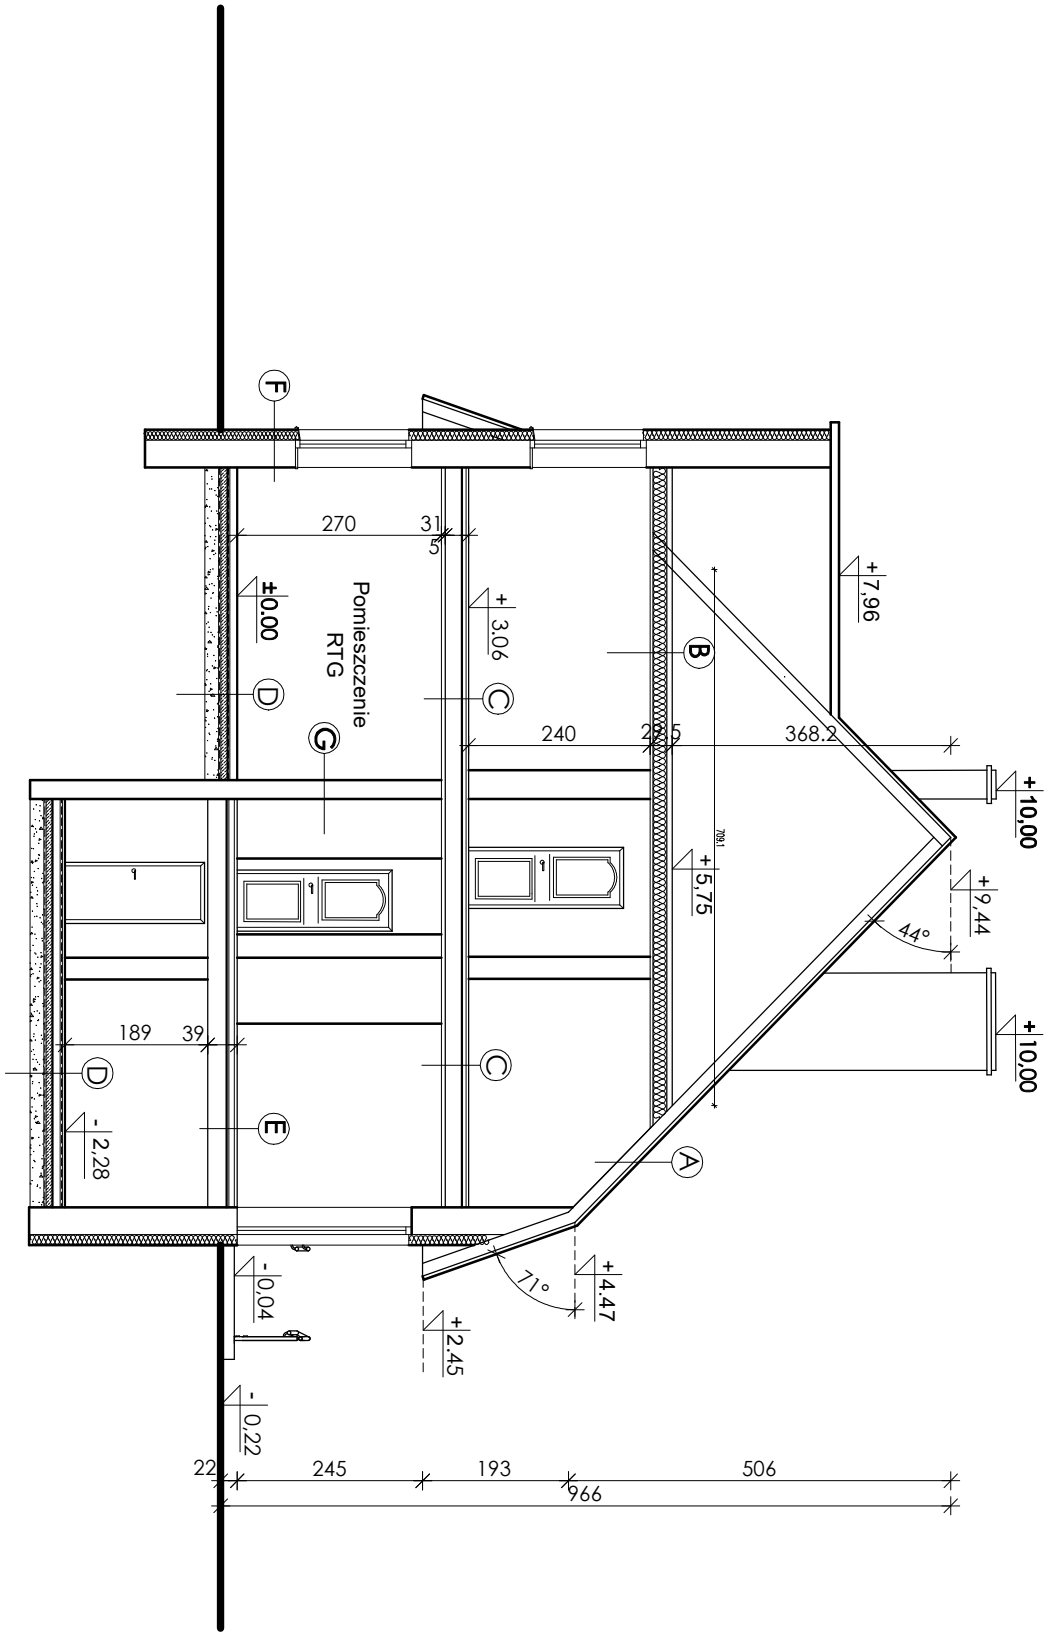 +10,00
+10,00
+9,44
44°
+7,96
368.2
709.1
+5,75
B
A
29.5
240
+4.47
71°
+ 3.06
C
C
+2.45
31
5
270
Pomieszczenie
RTG
G
F
±0.00
D
E
- 0,04
- 0,22
39
189
D
- 2,28
22
245
193
506
966